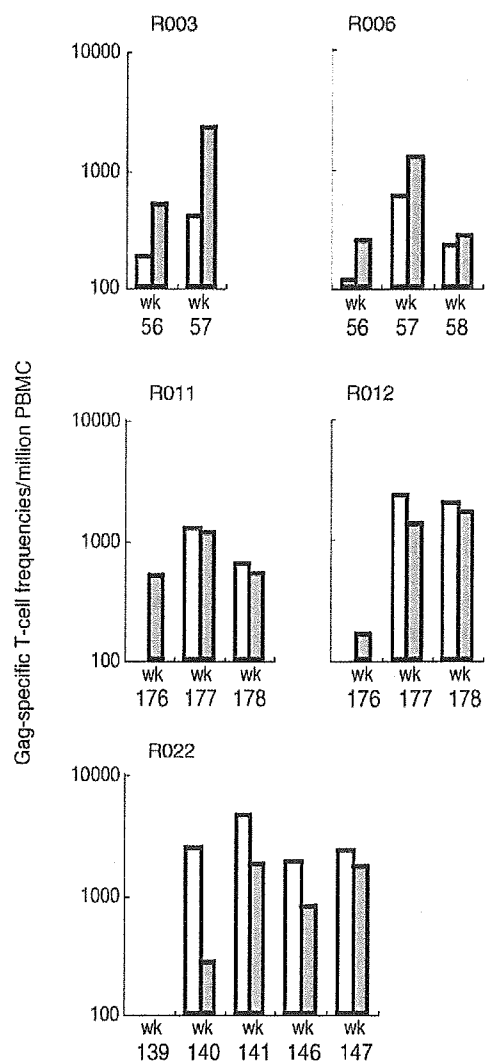 R003
R006
10000
1000
100
wk wk
56 57
wk wk wk
56 57 58
Gag-specific T-cell frequencies/million PBMC
R011
R012
10000
1000
100
wk wk wk
176 177 178
wk wk wk
176 177 178
R022
10000
1000
100
wk wk wk wk wk
139 140 141 146 147